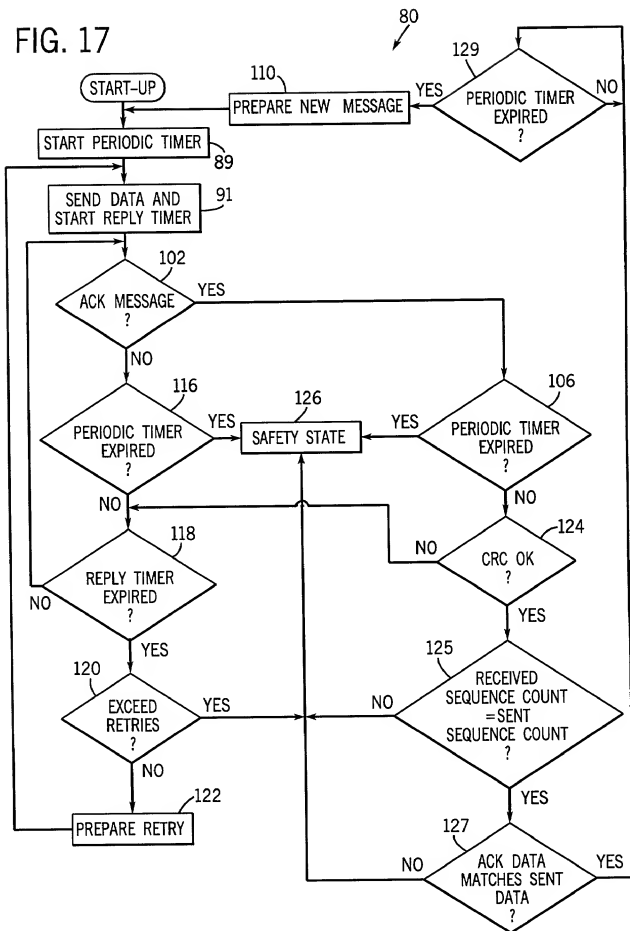 FIG. 17
80
START-UP
110
PREPARE NEW MESSAGE
YES
129
PERIODIC TIMER
EXPIRED
?
NO
START PERIODIC TIMER
89
SEND DATA AND
START REPLY TIMER
91
102
ACK MESSAGE
?
YES
NO
116
PERIODIC TIMER
EXPIRED
?
YES
NO
126
SAFETY STATE
106
YES
PERIODIC TIMER
EXPIRED
?
NO
124
NO
CRC OK
?
YES
118
REPLY TIMER
EXPIRED
?
NO
YES
125
RECEIVED
SEQUENCE COUNT
=SENT
SEQUENCE COUNT
?
NO
YES
120
EXCEED
RETRIES
?
YES
NO
122
PREPARE RETRY
127
NO
ACK DATA
MATCHES SENT
DATA
?
YES